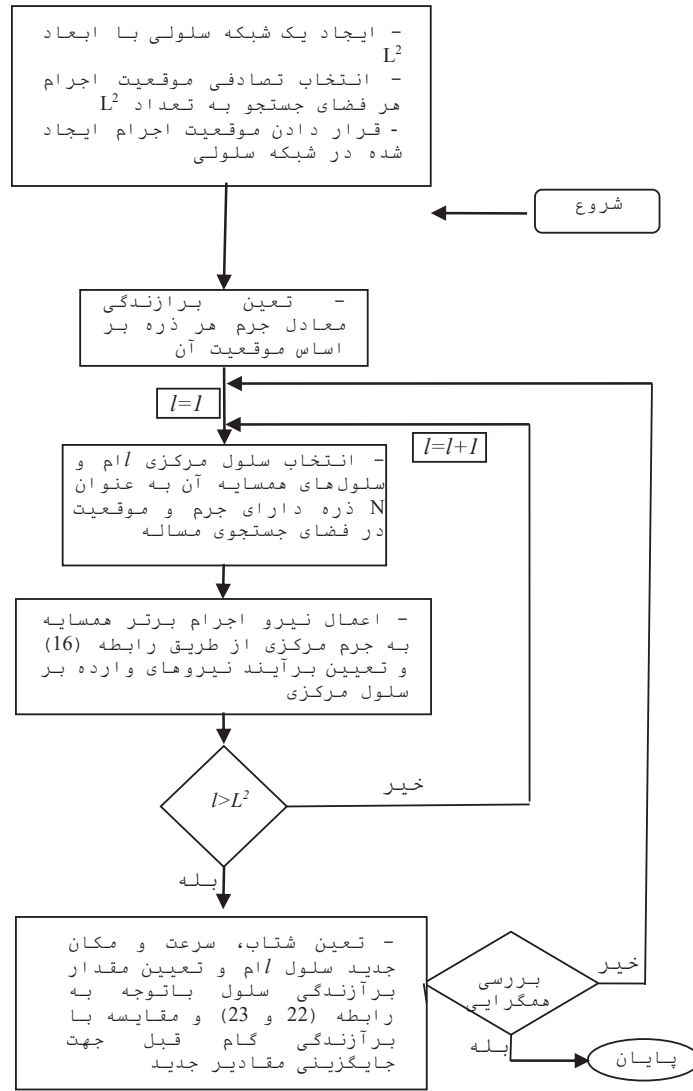 – ایجاد یک شبکه سلولی با ابعاد
L²
– انتخاب تصادفی موقعیت اجرام
هر فضای جستجو به تعداد L²
- قرار دادن موقعیت اجرام ایجاد
شده در شبکه سلولی
شروع
– تعین برازندگی
معادل جرم هر ذره بر
اساس موقعیت آن
l=1
l=l+1
– انتخاب سلول مرکزی lام و
سلول‌های همسایه آن به عنوان
N ذره دارای جرم و موقعیت
در فضای جستجوی مساله
– اعمال نیرو اجرام برتر همسایه
به جرم مرکزی از طریق رابطه (16)
و تعیین برآیند نیروهای وارده بر
سلول مرکزی
l>L²
خیر
بله
– تعین شتاب، سرعت و مکان
جدید سلول lام و تعیین مقدار
برآزندگی سلول باتوجه به
رابطه (22 و 23) و مقایسه با
برآزندگی گام قبل جهت
جایگزینی مقادیر جدید
بررسی
همگرایی
خیر
بله
پایان